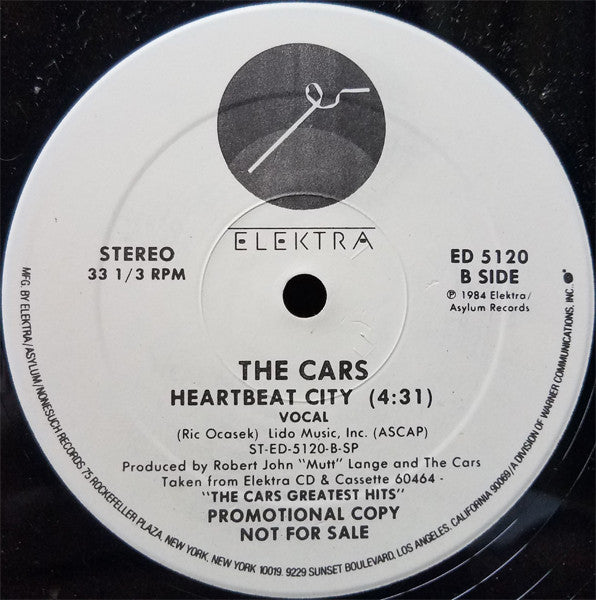 ELEKTRA
STEREO
33 1/3 RPM
ED 5120
B SIDE
℗ 1984 Elektra/
Asylum Records
THE CARS
HEARTBEAT CITY (4:31)
VOCAL
(Ric Ocasek) Lido Music, Inc. (ASCAP)
ST-ED-5120-B-SP
Produced by Robert John "Mutt" Lange and The Cars
Taken from Elektra CD & Cassette 60464 -
"THE CARS GREATEST HITS"
PROMOTIONAL COPY
NOT FOR SALE
MFG. BY ELEKTRA/ASYLUM/NONESUCH RECORDS 75 ROCKEFELLER PLAZA, NEW YORK, NEW YORK 10019. 9229 SUNSET BOULEVARD, LOS ANGELES, CALIFORNIA 90069/A DIVISION OF WARNER COMMUNICATIONS, INC.